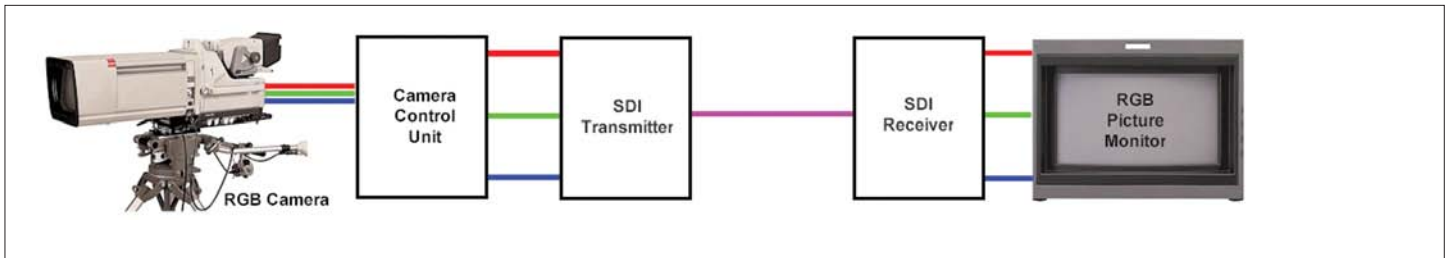 RGB Camera
Camera
Control
Unit
SDI
Transmitter
SDI
Receiver
RGB
Picture
Monitor